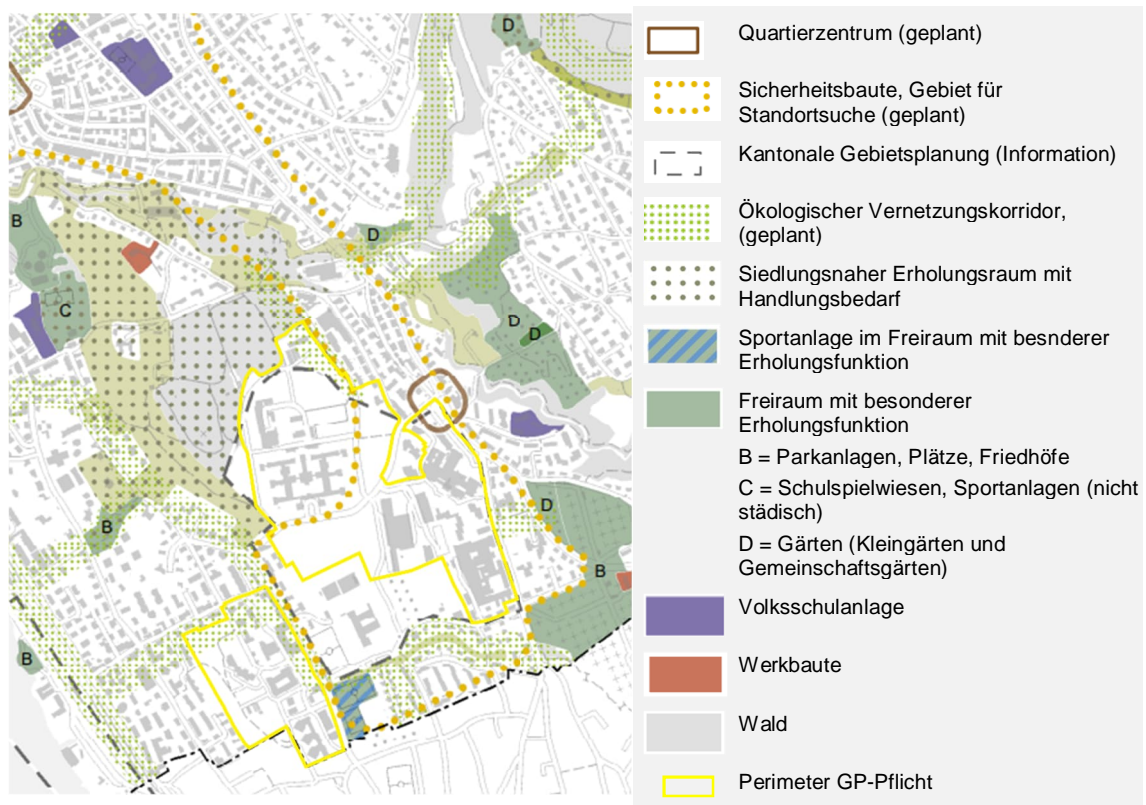 D
B
C
D
D
D
B
D
B
B
Quartierzentrum (geplant)
Sicherheitsbaute, Gebiet für
Standortsuche (geplant)
Kantonale Gebietsplanung (Information)
Ökologischer Vernetzungskorridor,
(geplant)
Siedlungsnaher Erholungsraum mit
Handlungsbedarf
Sportanlage im Freiraum mit besnderer
Erholungsfunktion
Freiraum mit besonderer
Erholungsfunktion
B = Parkanlagen, Plätze, Friedhöfe
C = Schulspielwiesen, Sportanlagen (nicht
städisch)
D = Gärten (Kleingärten und
Gemeinschaftsgärten)
Volksschulanlage
Werkbaute
Wald
Perimeter GP-Pflicht